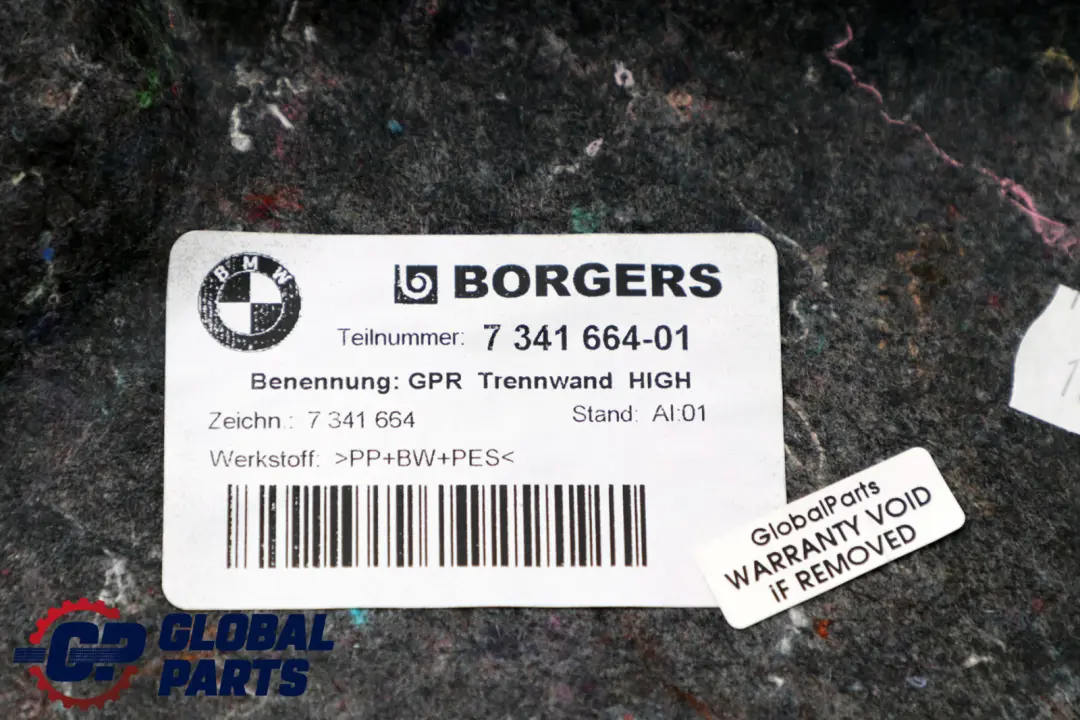 BMW
BORGERS
Teilnummer: 7 341 664-01
Benennung: GPR Trennwand HIGH
Zeichn.: 7 341 664
Stand: AI:01
Werkstoff: >PP+BW+PES<
GlobalParts
WARRANTY VOID
iF REMOVED
GP GLOBAL
PARTS